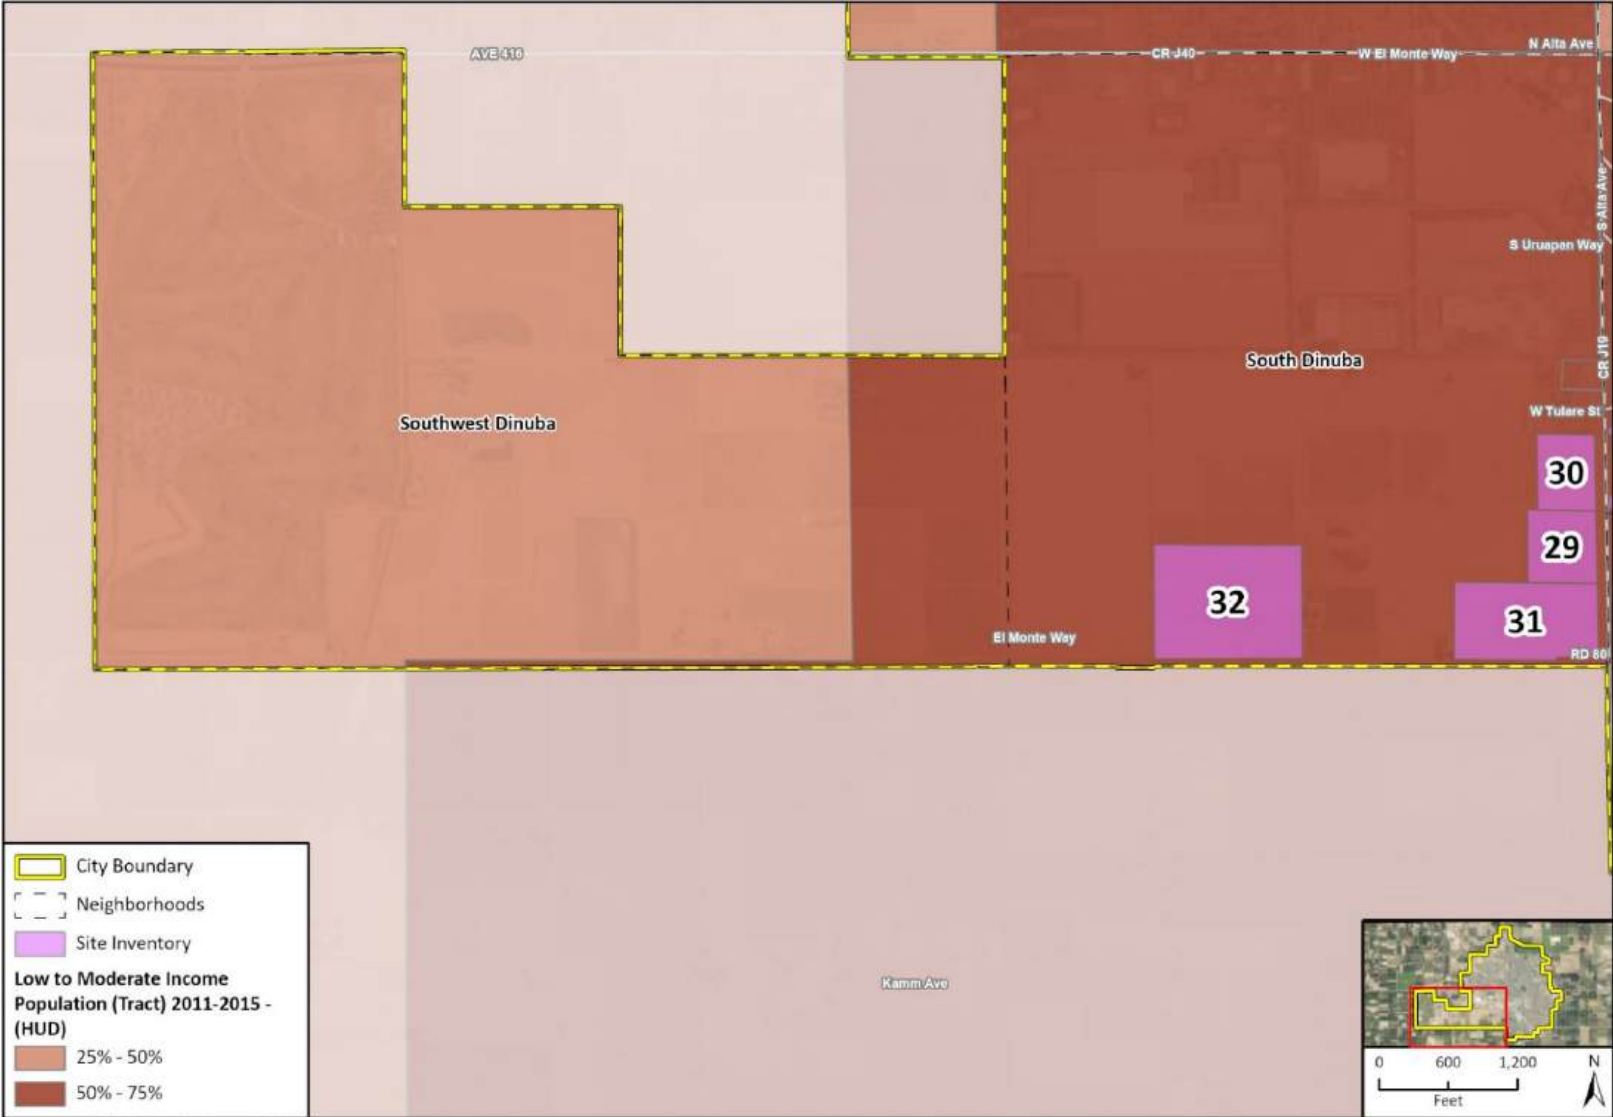 AVE 416
CR J40
W El Monte Way
N Alta Ave
S Alta Ave
S Uruapan Way
CR J19
South Dinuba
W Tulare St
Southwest Dinuba
30
29
32
31
El Monte Way
RD 80
Kamm Ave
City Boundary
Neighborhoods
Site Inventory
Low to Moderate Income
Population (Tract) 2011-2015 -
(HUD)
25% - 50%
50% - 75%
0 600 1,200
Feet
N